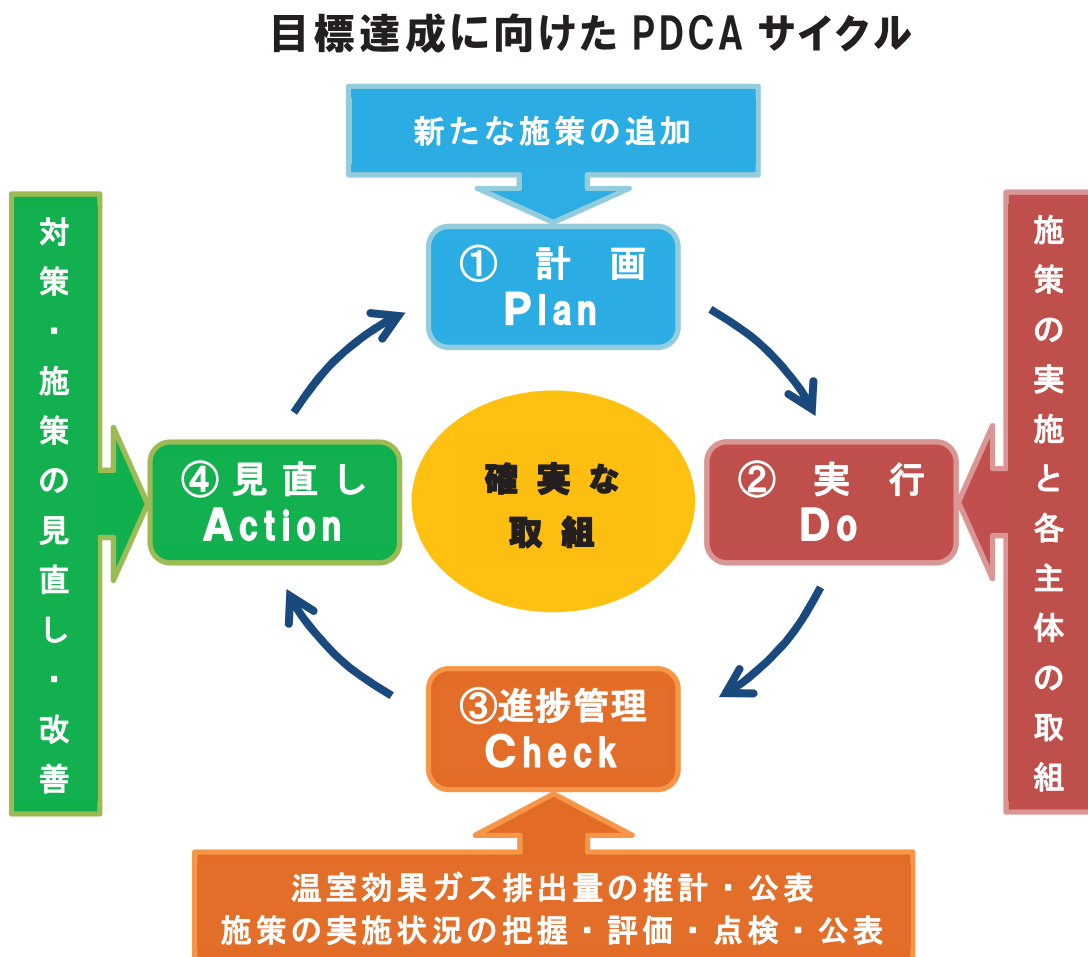 目標達成に向けた PDCA サイクル
新たな施策の追加
① 計 画
Plan
施策の実施と各主体の取組
② 実 行
Do
③進捗管理
Check
温室効果ガス排出量の推計・公表
施策の実施状況の把握・評価・点検・公表
④見直し
Action
対策・施策の見直し・改善
確実な
取組